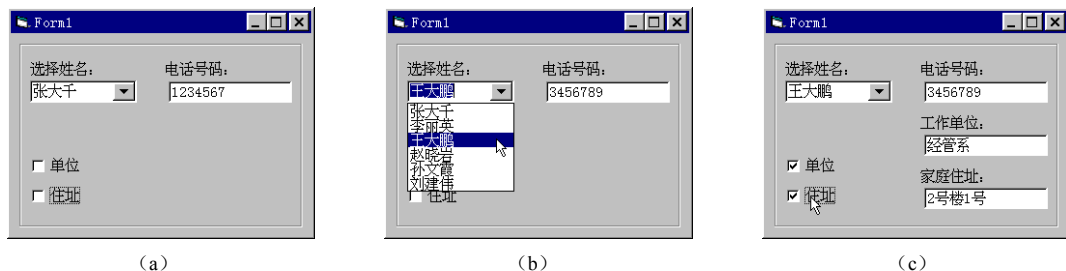 Form1
选择姓名：
电话号码：
张大千
1234567
单位
住址
（a）
Form1
选择姓名：
电话号码：
王大鹏
3456789
张大千
李丽英
王大鹏
赵晓岩
孙文霞
刘建伟
住址
（b）
Form1
选择姓名：
电话号码：
王大鹏
3456789
工作单位：
经管系
单位
家庭住址：
住址
2号楼1号
（c）